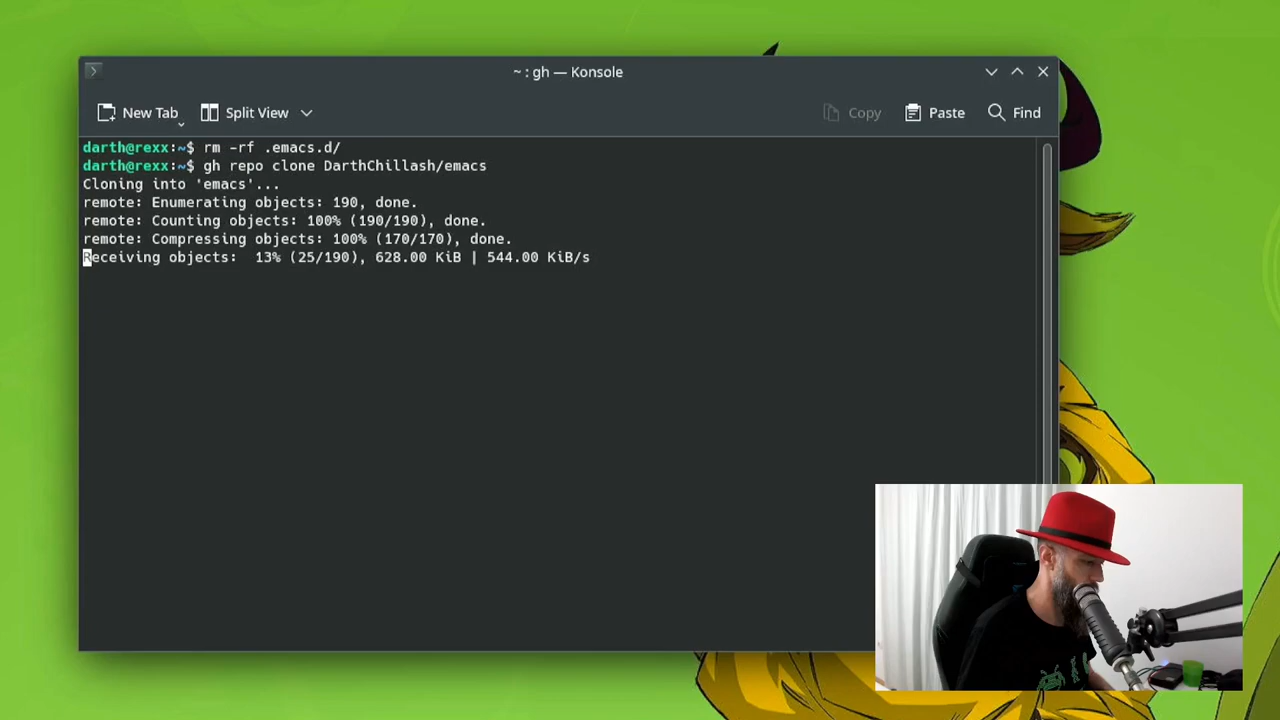 ~ : gh — Konsole
New Tab
Split View
Copy
Paste
Find
darth@rexx:~$ rm -rf .emacs.d/
darth@rexx:~$ gh repo clone DarthChillash/emacs
Cloning into 'emacs'...
remote: Enumerating objects: 190, done.
remote: Counting objects: 100% (190/190), done.
remote: Compressing objects: 100% (170/170), done.
Receiving objects:  13% (25/190), 628.00 KiB | 544.00 KiB/s